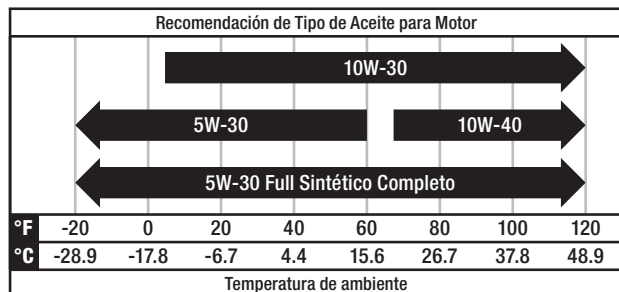 Recomendación de Tipo de Aceite para Motor
10W-30
5W-30 10W-40
5W-30 Full Sintético Completo
°F -20 0 20 40 60 80 100 120
°C -28.9 -17.8 -6.7 4.4 15.6 26.7 37.8 48.9
Temperatura de ambiente